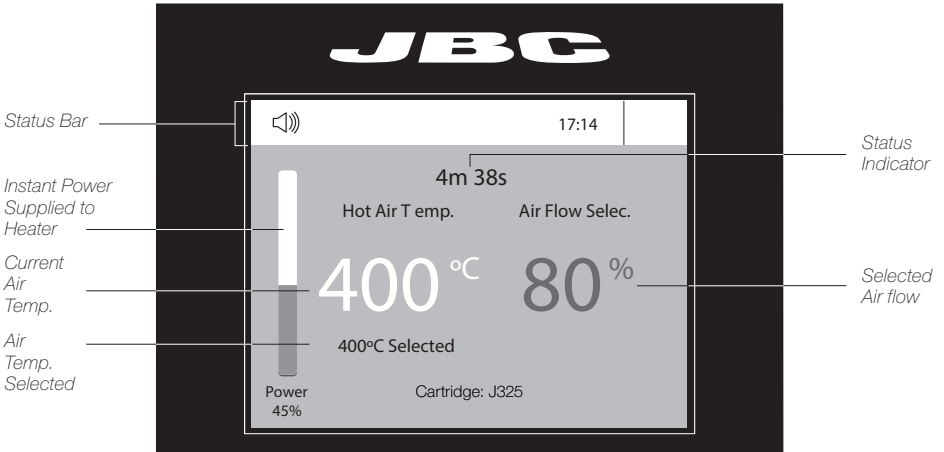 JBC
Status Bar
17:14
Status
Indicator
4m 38s
Instant Power
Supplied to
Heater
Hot Air T emp.
Air Flow Selec.
Current
Air
Temp.
400 ºC
80 %
Selected
Air flow
Air
Temp.
Selected
400ºC Selected
Power
45%
Cartridge: J325